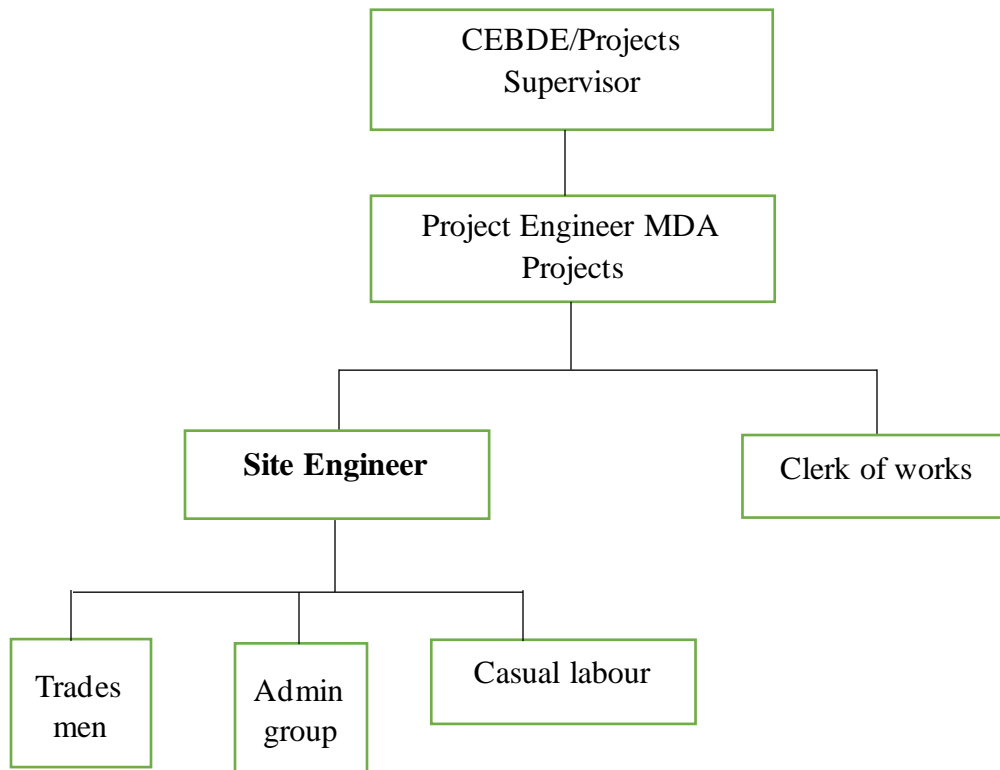 CEBDE/Projects
Supervisor
Project Engineer MDA
Projects
Site Engineer
Clerk of works
Trades
men
Admin
group
Casual labour